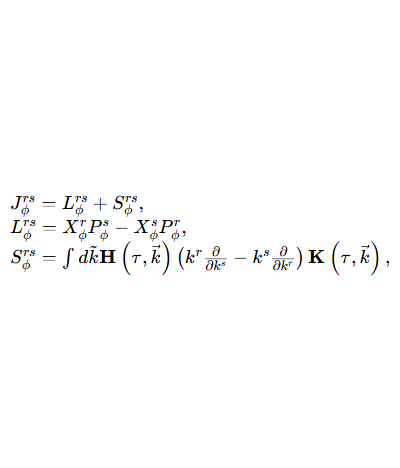 $J_{\phi}^{rs} = L_{\phi}^{rs} + S_{\phi}^{rs},$
$L_{\phi}^{rs} = X_{\phi}^{r} P_{\phi}^{s} - X_{\phi}^{s} P_{\phi}^{r},$
$S_{\phi}^{rs} = \int d\tilde{k} \mathbf{H} \left( \tau, \vec{k} \right) \left( k^{r} \frac{\partial}{\partial k^{s}} - k^{s} \frac{\partial}{\partial k^{r}} \right) \mathbf{K} \left( \tau, \vec{k} \right),$